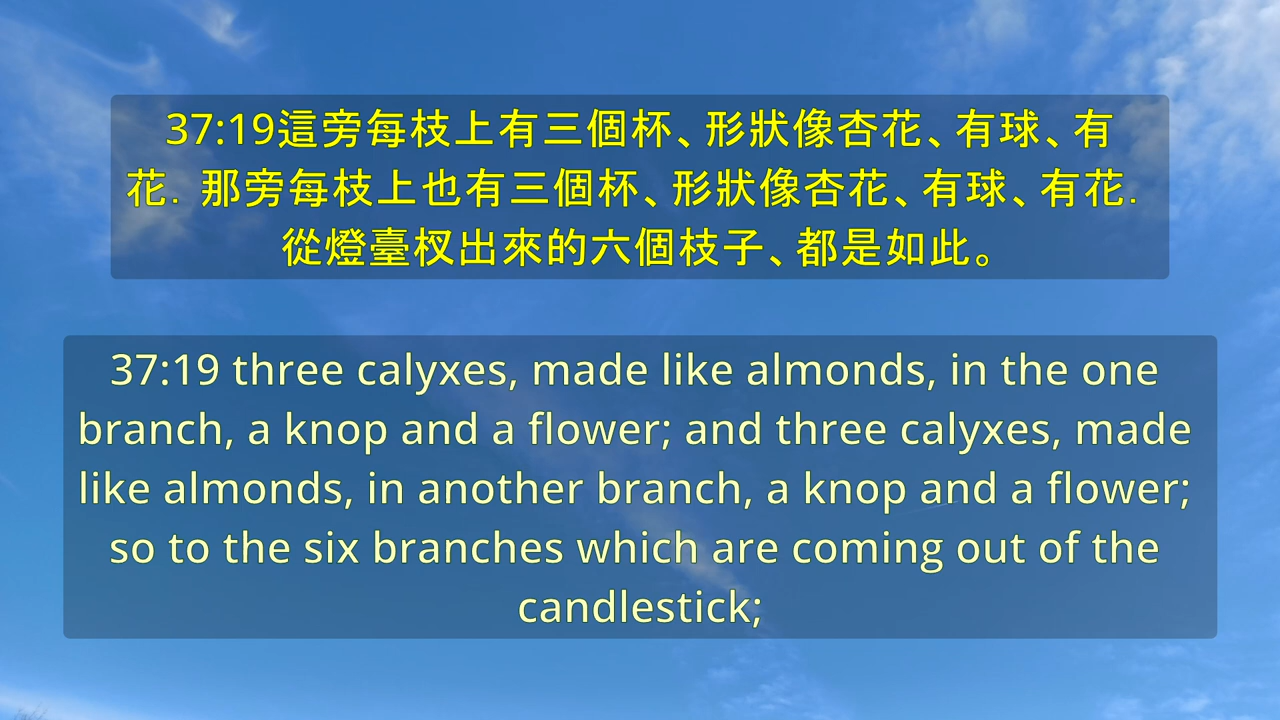 37:19這旁每枝上有三個杯、形狀像杏花、有球、有
花．那旁每枝上也有三個杯、形狀像杏花、有球、有花．
從燈臺杈出來的六個枝子、都是如此。
37:19 three calyxes, made like almonds, in the one
branch, a knop and a flower; and three calyxes, made
like almonds, in another branch, a knop and a flower;
so to the six branches which are coming out of the
candlestick;